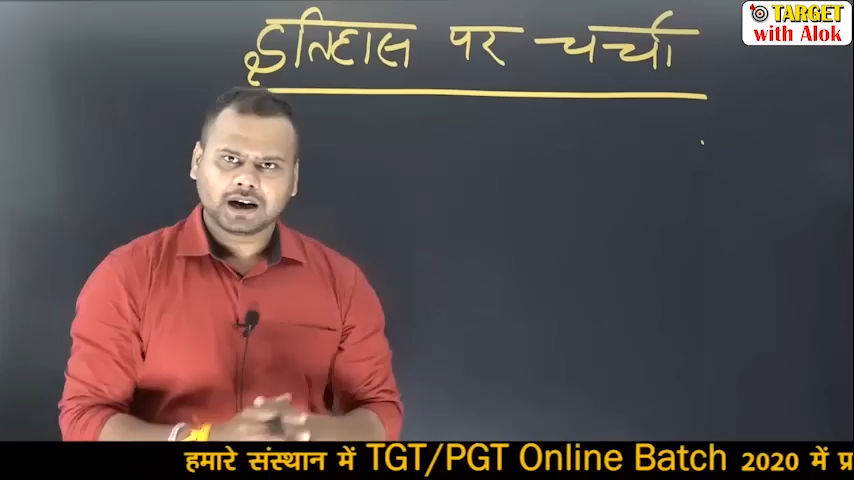 इतिहास पर चर्चा
TARGET
with Alok
हमारे संस्थान में TGT/PGT Online Batch 2020 में प्र